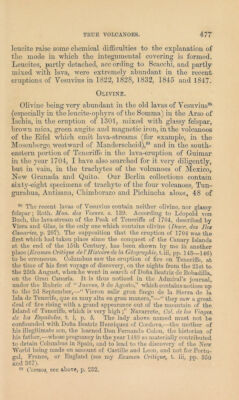 TRUE VOLCANOES. 477
leucite raise some chemical difficulties to the explanation of
the mode in which the integumental covering is formed.
Leucites, partly detached, according to Scacchi, and partly
mixed with lava, were extremely abundant in the recent
eruptions of Vesuvius in 1822, 1828, 1832, 1845 and 1847.
OLIVINE.
Olivine being very abundant in the old lavas of Vesuvius
(especially in the leucite-ophyrs of the Somma) in the Arso of
Ischia, in the eruption of 1301, mixed with glassy felspar,
brown mica, green augite and magnetic iron, in the volcanoes
of the Eifel which emit lava-streams (for example, in the
Mosenberg westward of Manderscheid), and in the south-
eastern portion of Teneriffe in the lava-eruption of Guimar
in the year 1704, I have also searched for it very diligently,
but in vain, in the trachytes of the volcanoes of Mexico,
New Granada and Quito. Our Berlin collections contain
sixty-eight specimens of trachyte of the four volcanoes, Tun-
gurahua, Antisana, Chimborazo and Pichincha alone, 48 of
The recent lavas of Vesuvius contain neither olivine, nor glassy
felspar; Roth. Mon. des Vesuvs. s. 139. According to Léopold von
Buch, the lava-stream of the Peak of Teneriffe of 1704, described by
Viera and Glas, is the only one which contains olivine (Descr. des Iles
Canaries, p. 207). The supposition that the eruption of 1704 was the
first which had taken place since the conquest of the Canary Islands
at the end of the 15th Century, has been shown by me in another
place (Examen Critique de l'Histoire de la Géographie, t. iii, pp. 143—146)
to be erroneous. Columbus saw the eruption of fire on Teneriffe, at
the time of his first voyage of discovery, on the nights from the 21st to
the 25th August, when he went in search of Doña Beatriz de Bobadilla,
on the Gran Canaria. It is thus noticed in the Admiral's journal,
under the Rubric of "Jueves, 9 de Agosto," which contains notices up
to the 2d September,—" Vieron salir gran fuego de la Sierra de la
Isla de Tenerife, que es muy alta en gran manera,"—" they saw a great
deal of fire rising with a grand appearance out of the mountain of the
Island of Teneriffe, which is very high;" Navarrete, Col. de los Viages
de los Españoles, t. i, p. 5. The lady above named must not be
confounded with Doña Beatriz Henriquez of Cordova,—the mother of
his illegitimate son, the learned Don Fernando Colon, the historian of
his father,—whose pregnancy in the year 1488 so materially contributed
to detain Columbus in Spain, and to lead to the discovery of the New
World being made on account of Castille and Leon, and not for Portu-
gal, France, or England (see my Examen Critique, t. iii, pp. 350
and 367).
Cosmos, see above, p. 232.